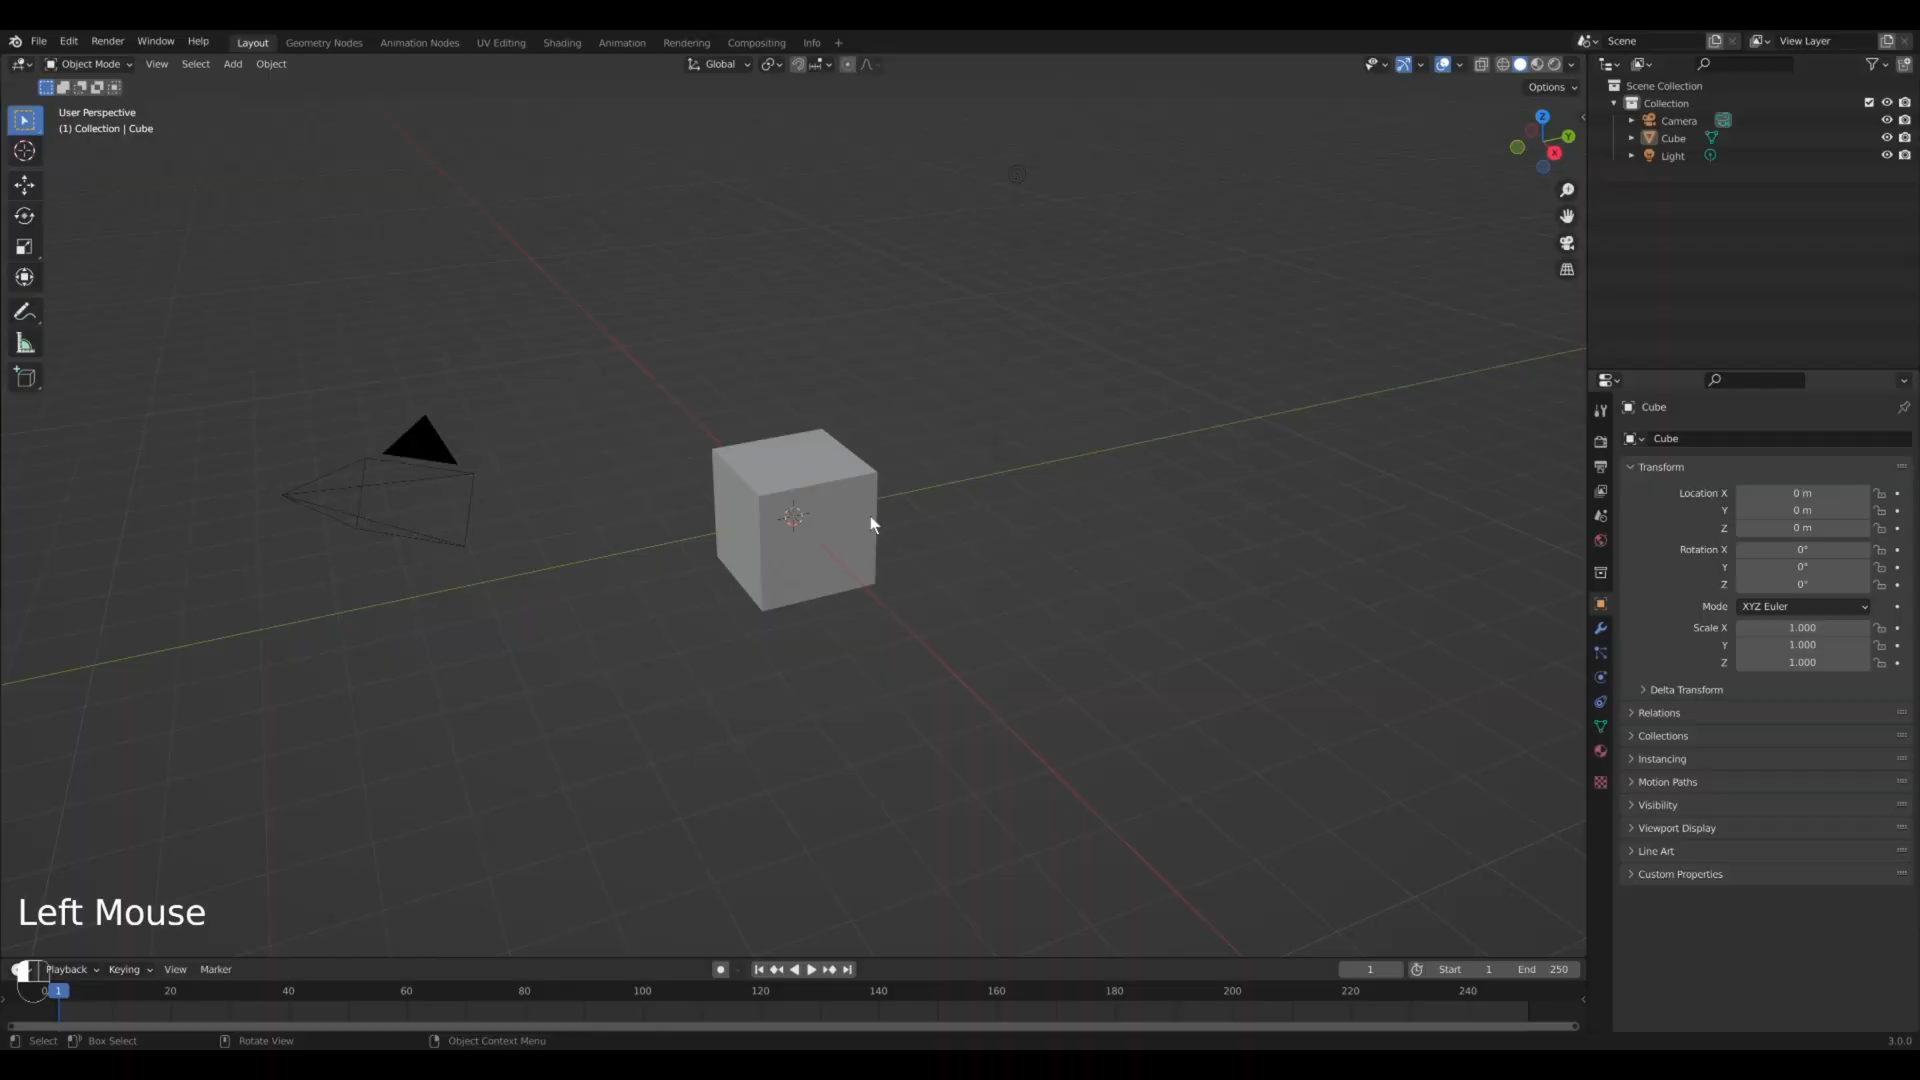 File Edit Render Window Help Layout Geometry Nodes Animation Nodes UV Editing Shading Animation Rendering Compositing Info + Scene View Layer
Object Mode View Select Add Object Global
Options
User Perspective
(1) Collection | Cube
Z
Y
X
Scene Collection
Collection
Camera
Cube
Light
Cube
Cube
Transform
Location X 0 m
Y 0 m
Z 0 m
Rotation X 0°
Y 0°
Z 0°
Mode XYZ Euler
Scale X 1.000
Y 1.000
Z 1.000
Delta Transform
Relations
Collections
Instancing
Motion Paths
Visibility
Viewport Display
Line Art
Custom Properties
Left Mouse
Playback Keying View Marker 1 Start 1 End 250
0 1 20 40 60 80 100 120 140 160 180 200 220 240
Select Box Select Rotate View Object Context Menu 3.0.0